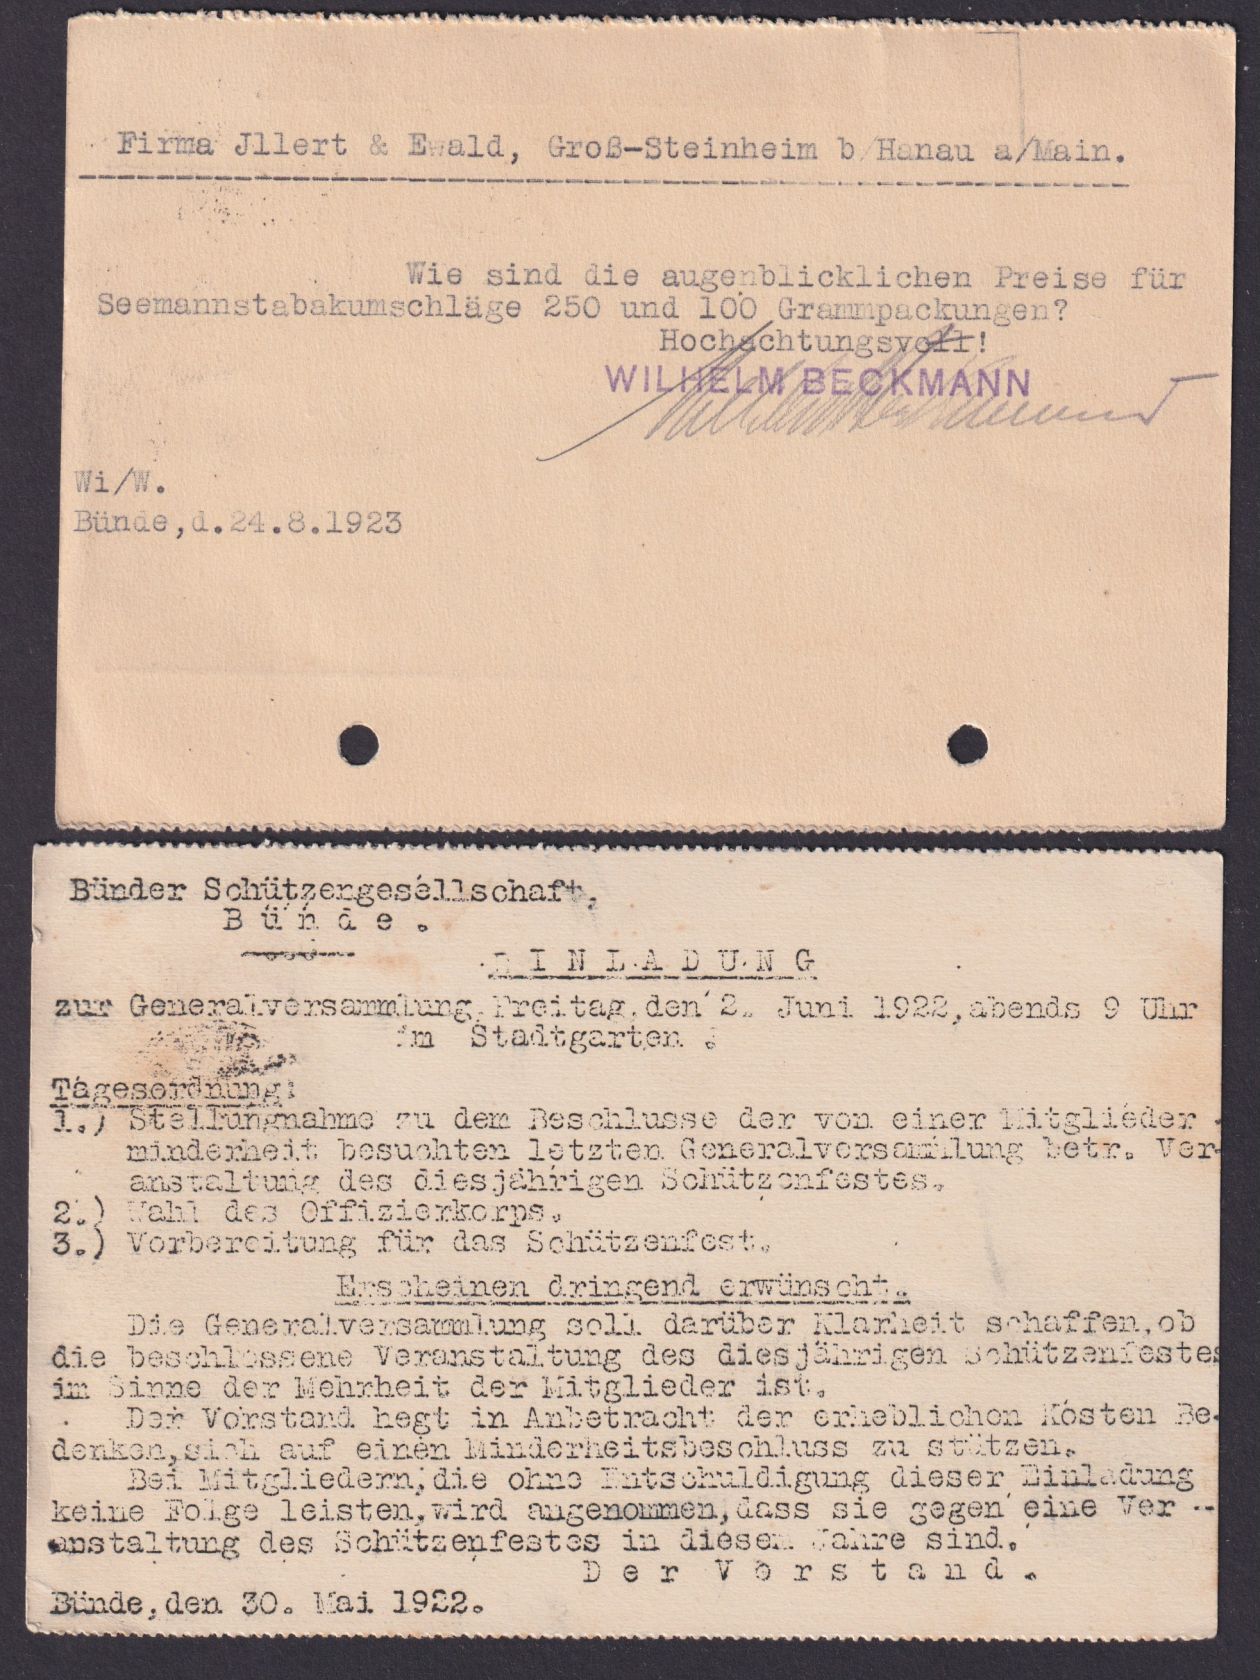 Firma Jllert & Ewald, Groß-Steinheim b/Hanau a/Main.
Wie sind die augenblicklichen Preise für
Seemannstabakumschläge 250 und 100 Grammpackungen?
Hochachtungsvoll!
WILHELM BECKMANN
Wilhelm Beckmann
Wi/W.
Bünde,d.24.8.1923
Bünder Schützengesellschaft,
B ü n d e .
E I N L A D U N G
zur Generalversammlung Freitag,den 2. Juni 1922,abends 9 Uhr
im Stadtgarten .
Tagesordnung:
1.) Stellungnahme zu dem Beschlusse der von einer Mitglieder-
minderheit besuchten letzten Generalversammlung betr. Ver-
anstaltung des diesjährigen Schützenfestes.
2.) Wahl des Offizierkorps.
3.) Vorbereitung für das Schützenfest.
Erscheinen dringend erwünscht.
Die Generalversammlung soll darüber Klarheit schaffen,ob
die beschlossene Veranstaltung des diesjährigen Schützenfestes
im Sinne der Mehrheit der Mitglieder ist.
Der Vorstand hegt in Anbetracht der erheblichen Kosten Be-
denken,sich auf einen Minderheitsbeschluss zu stützen.
Bei Mitgliedern,die ohne Entschuldigung dieser Einladung
keine Folge leisten,wird angenommen,dass sie gegen eine Ver--
anstaltung des Schützenfestes in diesem Jahre sind.
D e r V o r s t a n d .
Bünde,den 30. Mai 1922.